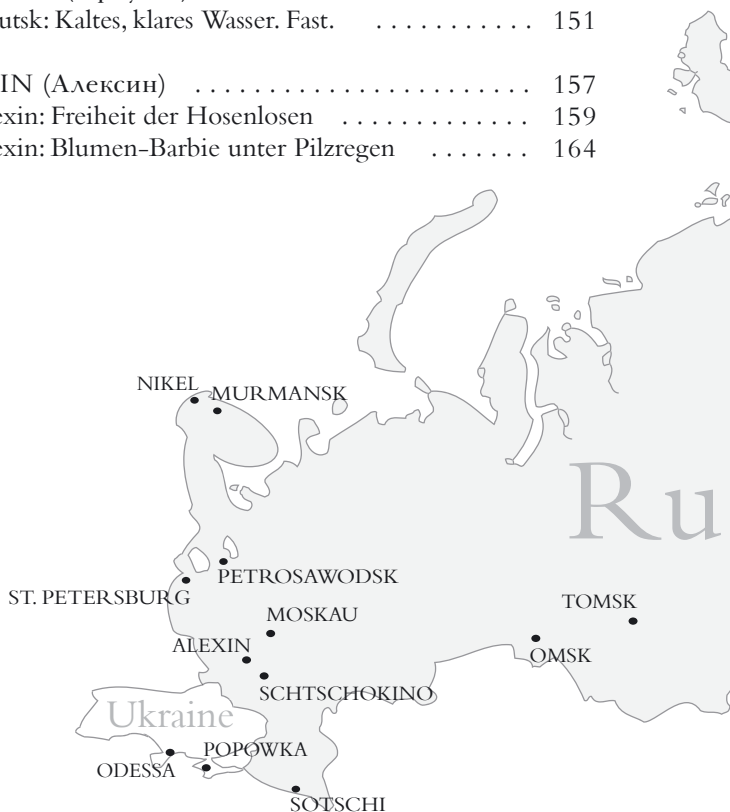 utsk: Kaltes, klares Wasser. Fast. . . . . . . . . . . . 151
IN (Алексин) . . . . . . . . . . . . . . . . . . . . . . . . 157
exin: Freiheit der Hosenlosen . . . . . . . . . . . . . 159
exin: Blumen-Barbie unter Pilzregen . . . . . . . 164
NIKEL
MURMANSK
Ru
PETROSAWODSK
ST. PETERSBURG
TOMSK
MOSKAU
ALEXIN
OMSK
SCHTSCHOKINO
Ukraine
POPOWKA
ODESSA
SOTSCHI